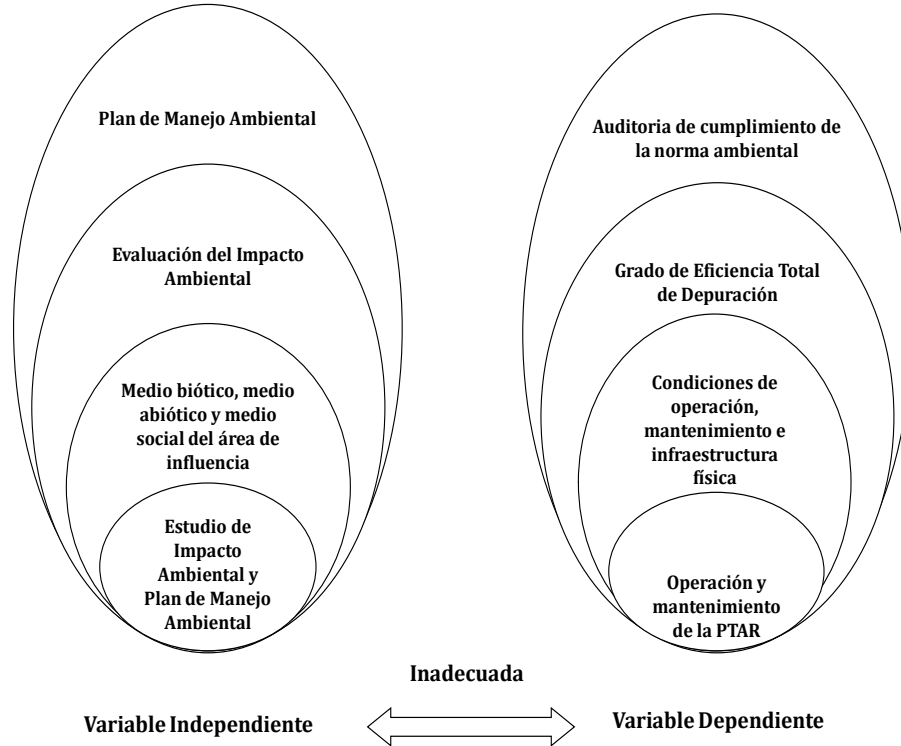 Plan de Manejo Ambiental
Evaluación del Impacto
Ambiental
Medio biótico, medio
abiótico y medio
social del área de
influencia
Estudio de
Impacto
Ambiental y
Plan de Manejo
Ambiental
Auditoria de cumplimiento de
la norma ambiental
Grado de Eficiencia Total
de Depuración
Condiciones de
operación,
mantenimiento e
infraestructura
física
Operación y
mantenimiento
de la PTAR
Inadecuada
Variable Independiente
Variable Dependiente